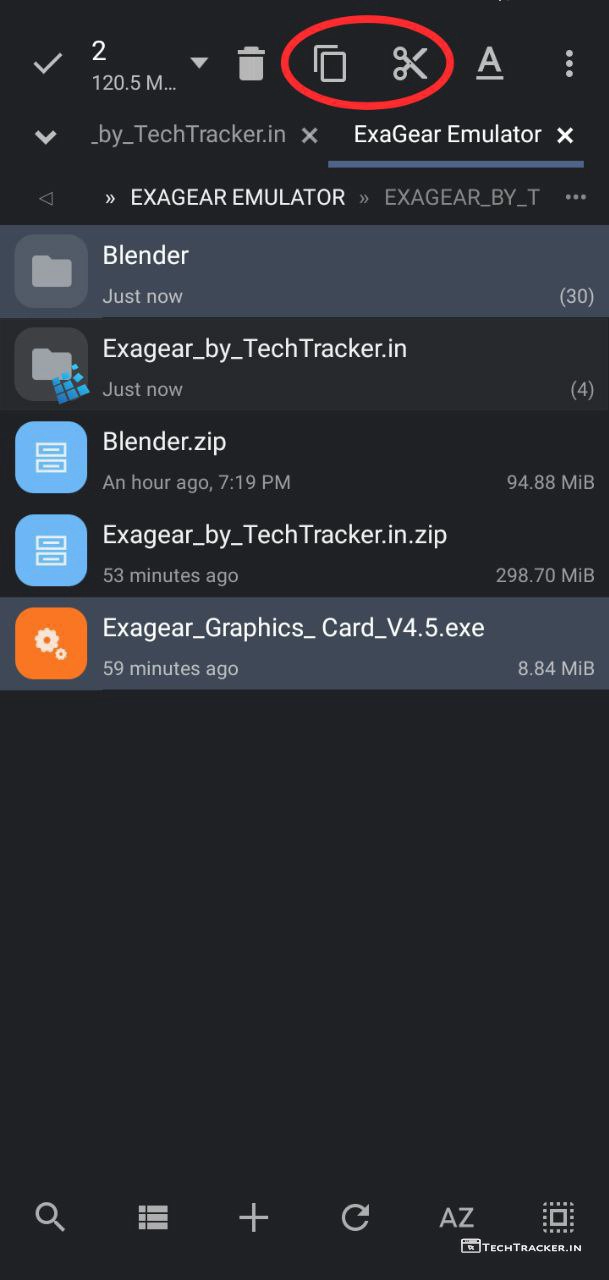 2
120.5 M...
A
_by_TechTracker.in
ExaGear Emulator
» EXAGEAR EMULATOR » EXAGEAR_BY_T
Blender
Just now (30)
Exagear_by_TechTracker.in
Just now (4)
Blender.zip
An hour ago, 7:19 PM 94.88 MiB
Exagear_by_TechTracker.in.zip
53 minutes ago 298.70 MiB
Exagear_Graphics_ Card_V4.5.exe
59 minutes ago 8.84 MiB
AZ
TECHTRACKER.IN